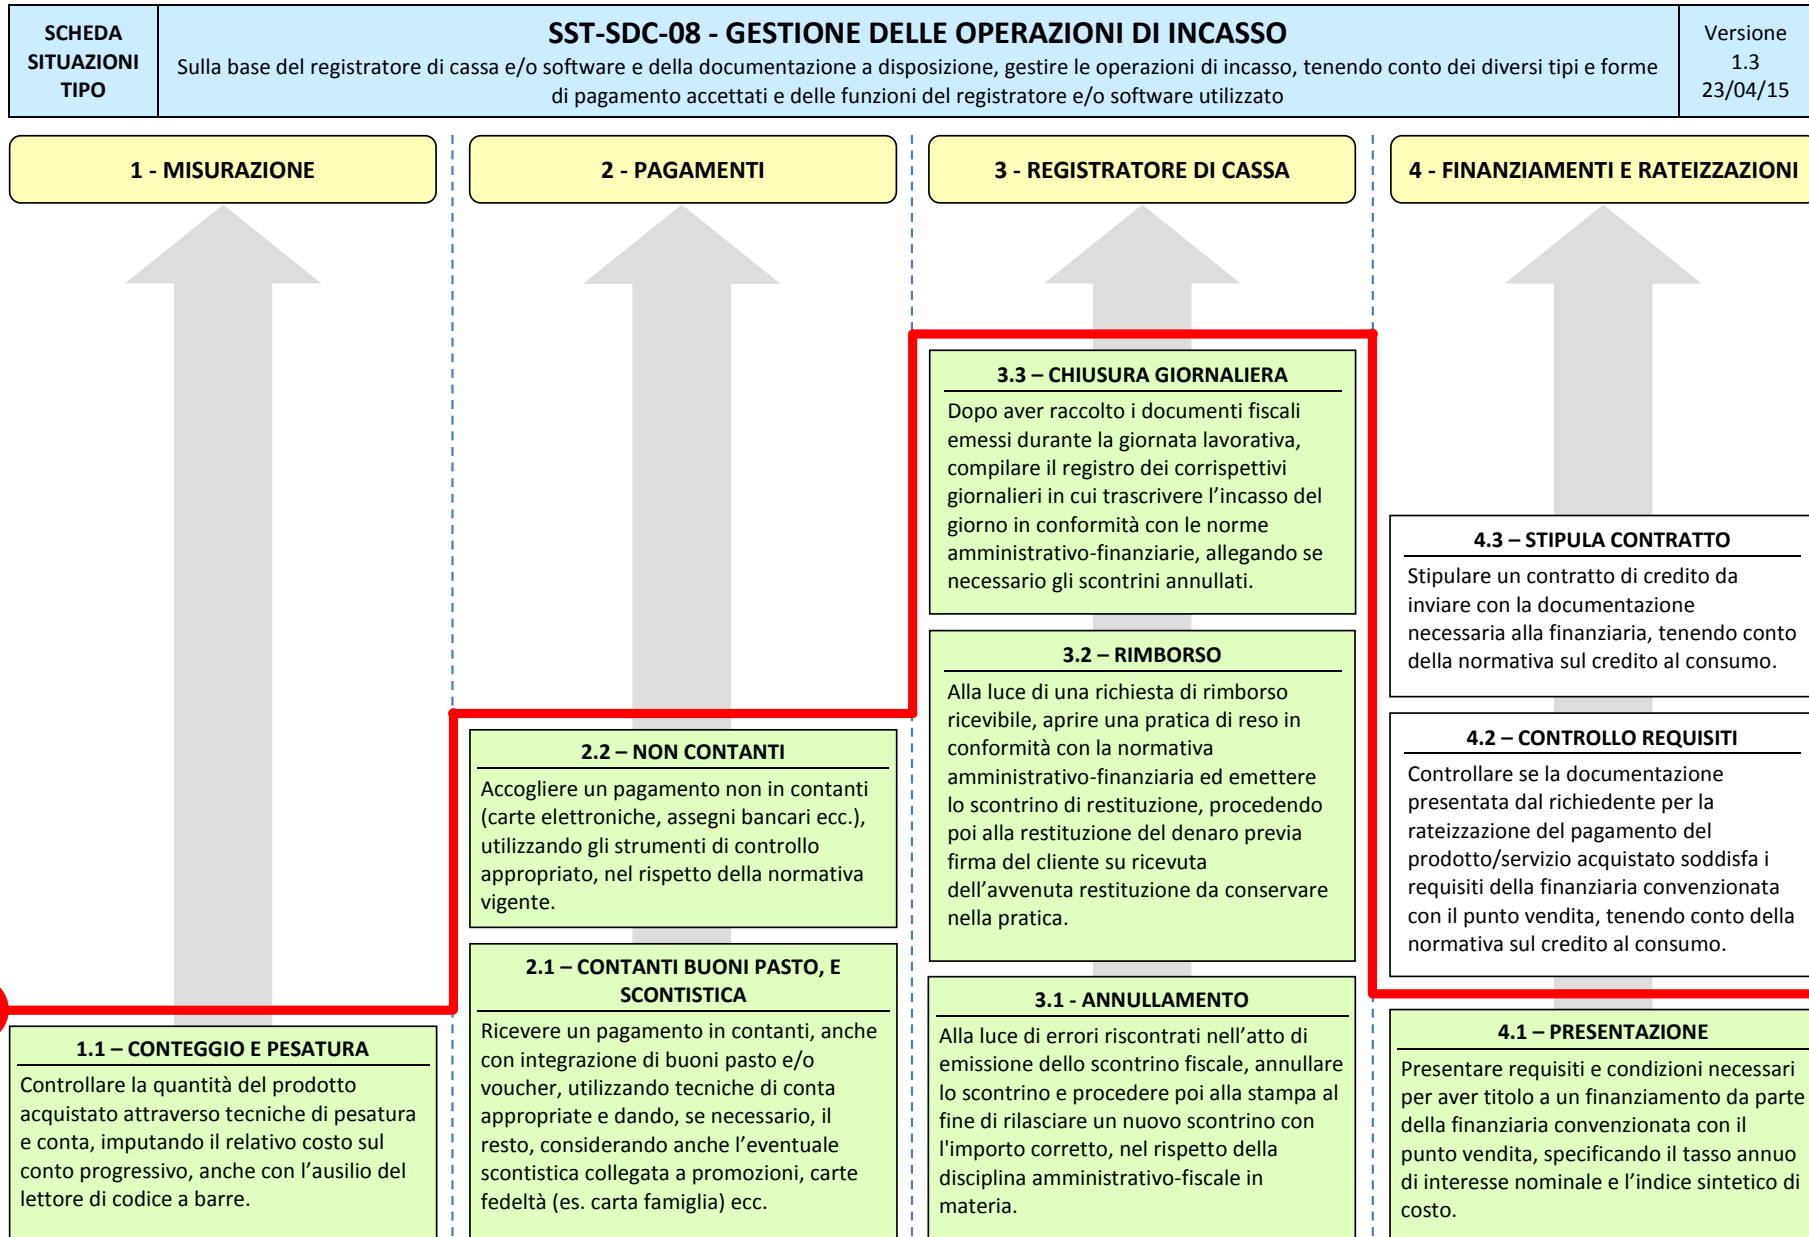 SCHEDA
SITUAZIONI
TIPO
SST-SDC-08 - GESTIONE DELLE OPERAZIONI DI INCASSO
Sulla base del registratore di cassa e/o software e della documentazione a disposizione, gestire le operazioni di incasso, tenendo conto dei diversi tipi e forme
di pagamento accettati e delle funzioni del registratore e/o software utilizzato
Versione
1.3
23/04/15
1 - MISURAZIONE
2 - PAGAMENTI
3 - REGISTRATORE DI CASSA
4 - FINANZIAMENTI E RATEIZZAZIONI
1.1 – CONTEGGIO E PESATURA
Controllare la quantità del prodotto
acquistato attraverso tecniche di pesatura
e conta, imputando il relativo costo sul
conto progressivo, anche con l’ausilio del
lettore di codice a barre.
2.2 – NON CONTANTI
Accogliere un pagamento non in contanti
(carte elettroniche, assegni bancari ecc.),
utilizzando gli strumenti di controllo
appropriato, nel rispetto della normativa
vigente.
2.1 – CONTANTI BUONI PASTO, E
SCONTISTICA
Ricevere un pagamento in contanti, anche
con integrazione di buoni pasto e/o
voucher, utilizzando tecniche di conta
appropriate e dando, se necessario, il
resto, considerando anche l’eventuale
scontistica collegata a promozioni, carte
fedeltà (es. carta famiglia) ecc.
3.3 – CHIUSURA GIORNALIERA
Dopo aver raccolto i documenti fiscali
emessi durante la giornata lavorativa,
compilare il registro dei corrispettivi
giornalieri in cui trascrivere l’incasso del
giorno in conformità con le norme
amministrativo-finanziarie, allegando se
necessario gli scontrini annullati.
3.2 – RIMBORSO
Alla luce di una richiesta di rimborso
ricevibile, aprire una pratica di reso in
conformità con la normativa
amministrativo-finanziaria ed emettere
lo scontrino di restituzione, procedendo
poi alla restituzione del denaro previa
firma del cliente su ricevuta
dell’avvenuta restituzione da conservare
nella pratica.
3.1 - ANNULLAMENTO
Alla luce di errori riscontrati nell’atto di
emissione dello scontrino fiscale, annullare
lo scontrino e procedere poi alla stampa al
fine di rilasciare un nuovo scontrino con
l'importo corretto, nel rispetto della
disciplina amministrativo-fiscale in
materia.
4.3 – STIPULA CONTRATTO
Stipulare un contratto di credito da
inviare con la documentazione
necessaria alla finanziaria, tenendo conto
della normativa sul credito al consumo.
4.2 – CONTROLLO REQUISITI
Controllare se la documentazione
presentata dal richiedente per la
rateizzazione del pagamento del
prodotto/servizio acquistato soddisfa i
requisiti della finanziaria convenzionata
con il punto vendita, tenendo conto della
normativa sul credito al consumo.
4.1 – PRESENTAZIONE
Presentare requisiti e condizioni necessari
per aver titolo a un finanziamento da parte
della finanziaria convenzionata con il
punto vendita, specificando il tasso annuo
di interesse nominale e l’indice sintetico di
costo.